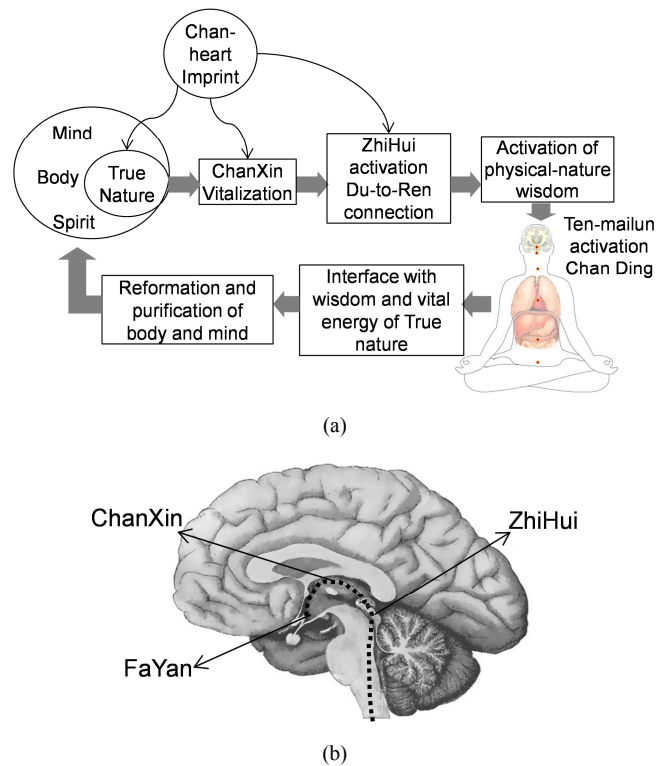 Chan-
heart
Imprint
Mind
Body
True
Nature
Spirit
ChanXin
Vitalization
ZhiHui
activation
Du-to-Ren
connection
Activation of
physical-nature
wisdom
Ten-mailun
activation
Chan Ding
Interface with
wisdom and vital
energy of True
nature
Reformation and
purification of
body and mind
(a)
ChanXin
ZhiHui
FaYan
(b)